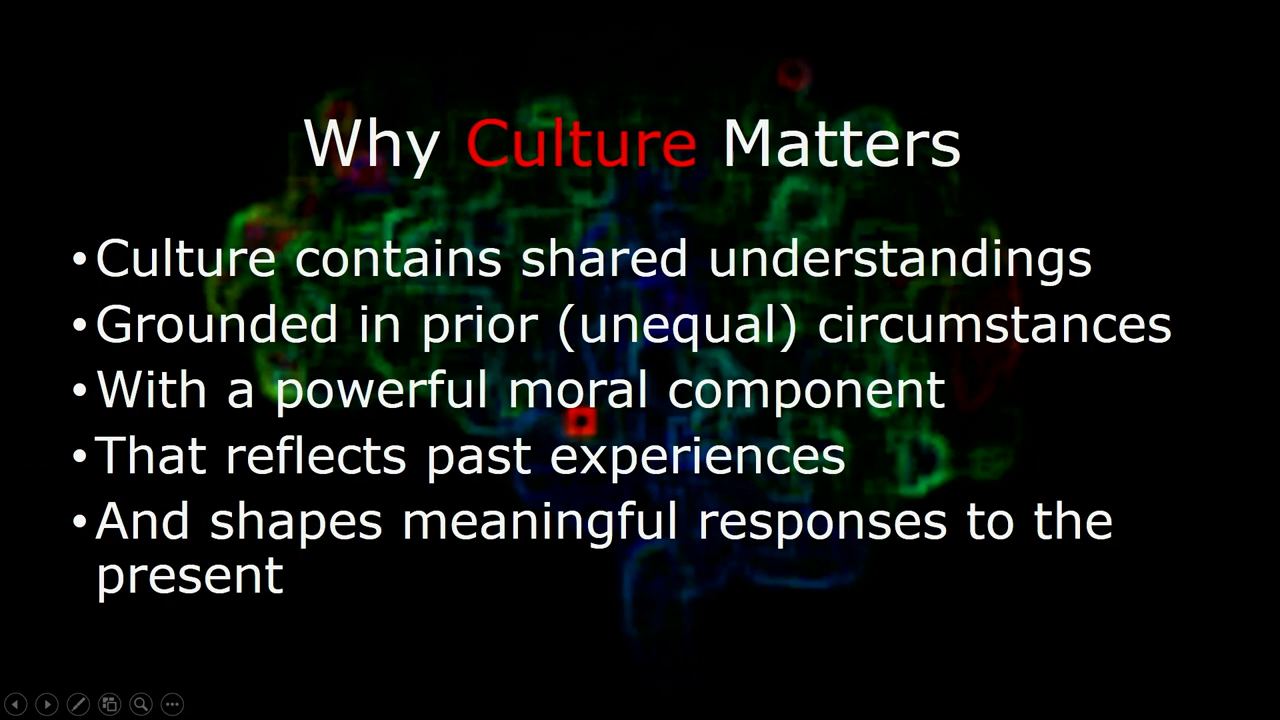 Why Culture Matters
• Culture contains shared understandings
• Grounded in prior (unequal) circumstances
• With a powerful moral component
• That reflects past experiences
• And shapes meaningful responses to the
present